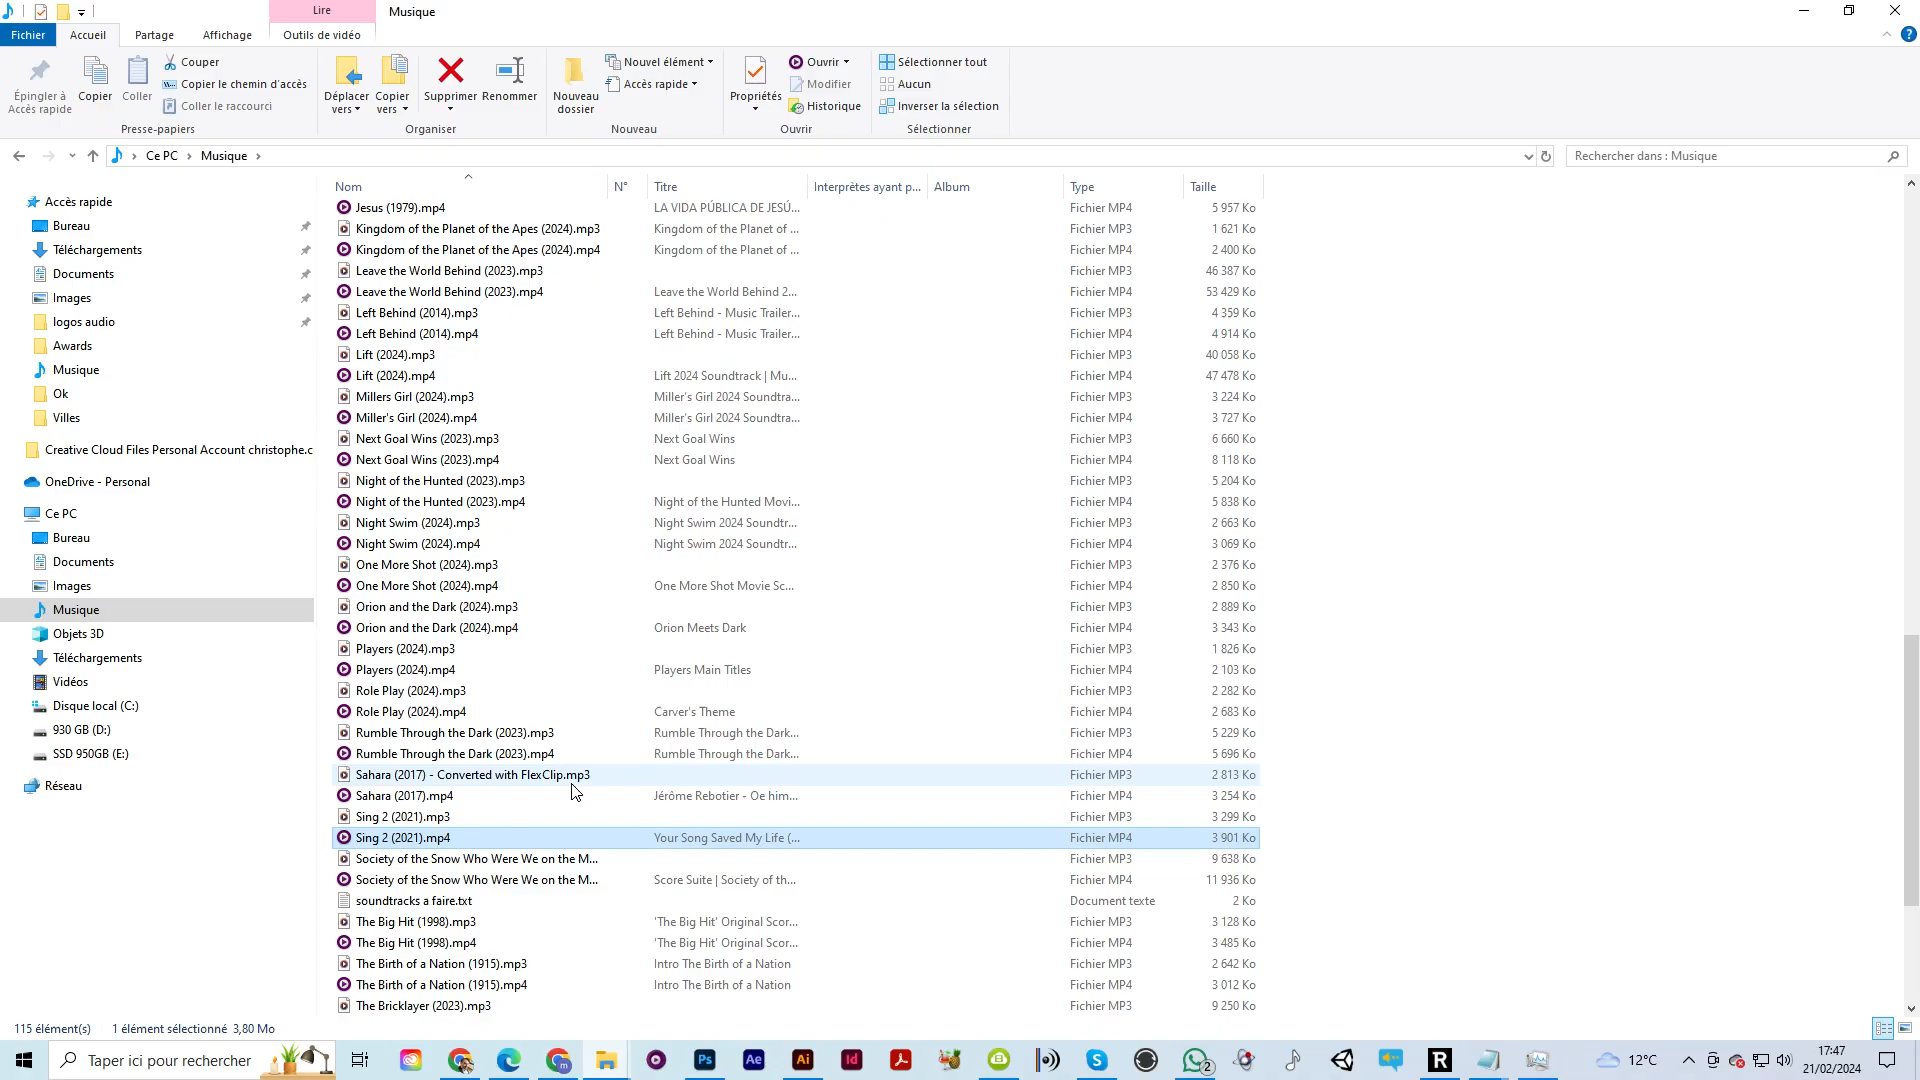 Lire
Musique
Fichier
Accueil
Partage
Affichage
Outils de vidéo
Épingler à
Accès rapide
Copier
Coller
Couper
Copier le chemin d'accès
Coller le raccourci
Presse-papiers
Déplacer
vers
Copier
vers
Supprimer
Renommer
Organiser
Nouveau
dossier
Nouvel élément
Accès rapide
Nouveau
Propriétés
Ouvrir
Modifier
Historique
Ouvrir
Sélectionner tout
Aucun
Inverser la sélection
Sélectionner
Ce PC
Musique
Rechercher dans : Musique
Accès rapide
Bureau
Téléchargements
Documents
Images
logos audio
Awards
Musique
Ok
Villes
Creative Cloud Files Personal Account christophe.c
OneDrive - Personal
Ce PC
Bureau
Documents
Images
Musique
Objets 3D
Téléchargements
Vidéos
Disque local (C:)
930 GB (D:)
SSD 950GB (E:)
Réseau
Nom N° Titre Interprètes ayant p... Album Type Taille
Jesus (1979).mp4 LA VIDA PÚBLICA DE JESÚ... Fichier MP4 5 957 Ko
Kingdom of the Planet of the Apes (2024).mp3 Kingdom of the Planet of ... Fichier MP3 1 621 Ko
Kingdom of the Planet of the Apes (2024).mp4 Kingdom of the Planet of ... Fichier MP4 2 400 Ko
Leave the World Behind (2023).mp3 Fichier MP3 46 387 Ko
Leave the World Behind (2023).mp4 Leave the World Behind 2... Fichier MP4 53 429 Ko
Left Behind (2014).mp3 Left Behind - Music Trailer... Fichier MP3 4 359 Ko
Left Behind (2014).mp4 Left Behind - Music Trailer... Fichier MP4 4 914 Ko
Lift (2024).mp3 Fichier MP3 40 058 Ko
Lift (2024).mp4 Lift 2024 Soundtrack | Mu... Fichier MP4 47 478 Ko
Millers Girl (2024).mp3 Miller's Girl 2024 Soundtra... Fichier MP3 3 224 Ko
Miller's Girl (2024).mp4 Miller's Girl 2024 Soundtra... Fichier MP4 3 727 Ko
Next Goal Wins (2023).mp3 Next Goal Wins Fichier MP3 6 660 Ko
Next Goal Wins (2023).mp4 Next Goal Wins Fichier MP4 8 118 Ko
Night of the Hunted (2023).mp3 Fichier MP3 5 204 Ko
Night of the Hunted (2023).mp4 Night of the Hunted Movi... Fichier MP4 5 838 Ko
Night Swim (2024).mp3 Night Swim 2024 Soundtr... Fichier MP3 2 663 Ko
Night Swim (2024).mp4 Night Swim 2024 Soundtr... Fichier MP4 3 069 Ko
One More Shot (2024).mp3 Fichier MP3 2 376 Ko
One More Shot (2024).mp4 One More Shot Movie Sc... Fichier MP4 2 850 Ko
Orion and the Dark (2024).mp3 Fichier MP3 2 889 Ko
Orion and the Dark (2024).mp4 Orion Meets Dark Fichier MP4 3 343 Ko
Players (2024).mp3 Fichier MP3 1 826 Ko
Players (2024).mp4 Players Main Titles Fichier MP4 2 103 Ko
Role Play (2024).mp3 Fichier MP3 2 282 Ko
Role Play (2024).mp4 Carver's Theme Fichier MP4 2 683 Ko
Rumble Through the Dark (2023).mp3 Rumble Through the Dark... Fichier MP3 5 229 Ko
Rumble Through the Dark (2023).mp4 Rumble Through the Dark... Fichier MP4 5 696 Ko
Sahara (2017) - Converted with FlexClip.mp3 Fichier MP3 2 813 Ko
Sahara (2017).mp4 Jérôme Rebotier - Oe him... Fichier MP4 3 254 Ko
Sing 2 (2021).mp3 Fichier MP3 3 299 Ko
Sing 2 (2021).mp4 Your Song Saved My Life (... Fichier MP4 3 901 Ko
Society of the Snow Who Were We on the M... Fichier MP3 9 638 Ko
Society of the Snow Who Were We on the M... Score Suite | Society of th... Fichier MP4 11 936 Ko
soundtracks a faire.txt Document texte 2 Ko
The Big Hit (1998).mp3 'The Big Hit' Original Scor... Fichier MP3 3 128 Ko
The Big Hit (1998).mp4 'The Big Hit' Original Scor... Fichier MP4 3 485 Ko
The Birth of a Nation (1915).mp3 Intro The Birth of a Nation Fichier MP3 2 642 Ko
The Birth of a Nation (1915).mp4 Intro The Birth of a Nation Fichier MP4 3 012 Ko
The Bricklayer (2023).mp3 Fichier MP3 9 250 Ko
115 élément(s) 1 élément sélectionné 3,80 Mo
Taper ici pour rechercher
Ps
Ae
Ai
Id
m
2
R
12°C
17:47
21/02/2024